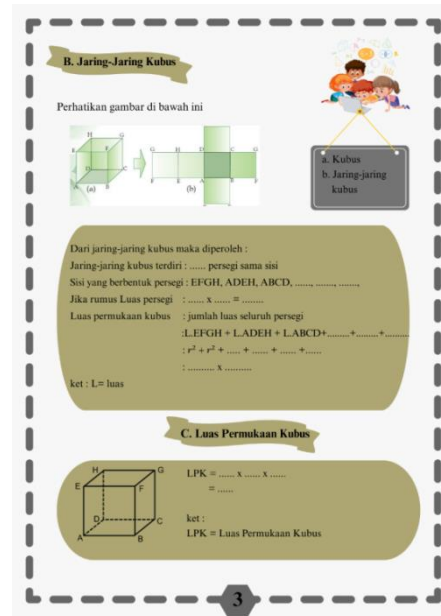 B. Jaring-Jaring Kubus
Perhatikan gambar di bawah ini
H G
E F
D C
A B
(a)
G H D C G
F E A B F
(b)
a. Kubus
b. Jaring-jaring
kubus
Dari jaring-jaring kubus maka diperoleh :
Jaring-jaring kubus terdiri : ...... persegi sama sisi
Sisi yang berbentuk persegi : EFGH, ADEH, ABCD, ......, ......., .......,
Jika rumus Luas persegi : ...... x ...... = ........
Luas permukaan kubus : jumlah luas seluruh persegi
:L.EFGH + L.ADEH + L.ABCD+.........+.........+..........
: r² + r² + ..... + ...... + ...... +......
: .......... x ..........
ket : L= luas
C. Luas Permukaan Kubus
H G
E F
D C
A B
LPK = ...... x ...... x ......
= ......
ket :
LPK = Luas Permukaan Kubus
3